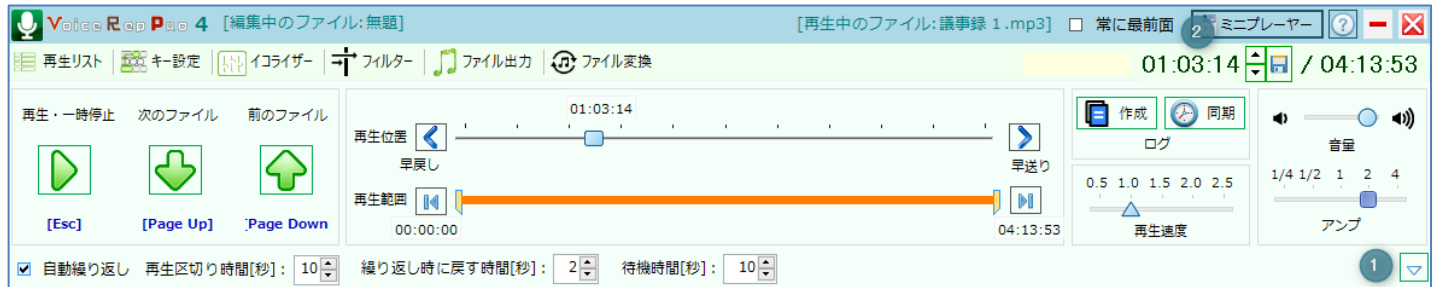 Voice Rep Pro 4 [編集中のファイル:無題] [再生中のファイル:議事録 1.mp3] 常に最前面 2 ミニプレーヤー ?
再生リスト キー設定 イコライザー フィルター ファイル出力 ファイル変換 01:03:14 / 04:13:53
再生・一時停止 次のファイル 前のファイル
[Esc] [Page Up] [Page Down
01:03:14
再生位置
早戻し 早送り
再生範囲
00:00:00 04:13:53
作成 同期
ログ
0.5 1.0 1.5 2.0 2.5
再生速度
音量
1/4 1/2 1 2 4
アンプ
自動繰り返し 再生区切り時間[秒]: 10 繰り返し時に戻す時間[秒]: 2 待機時間[秒]: 10 1